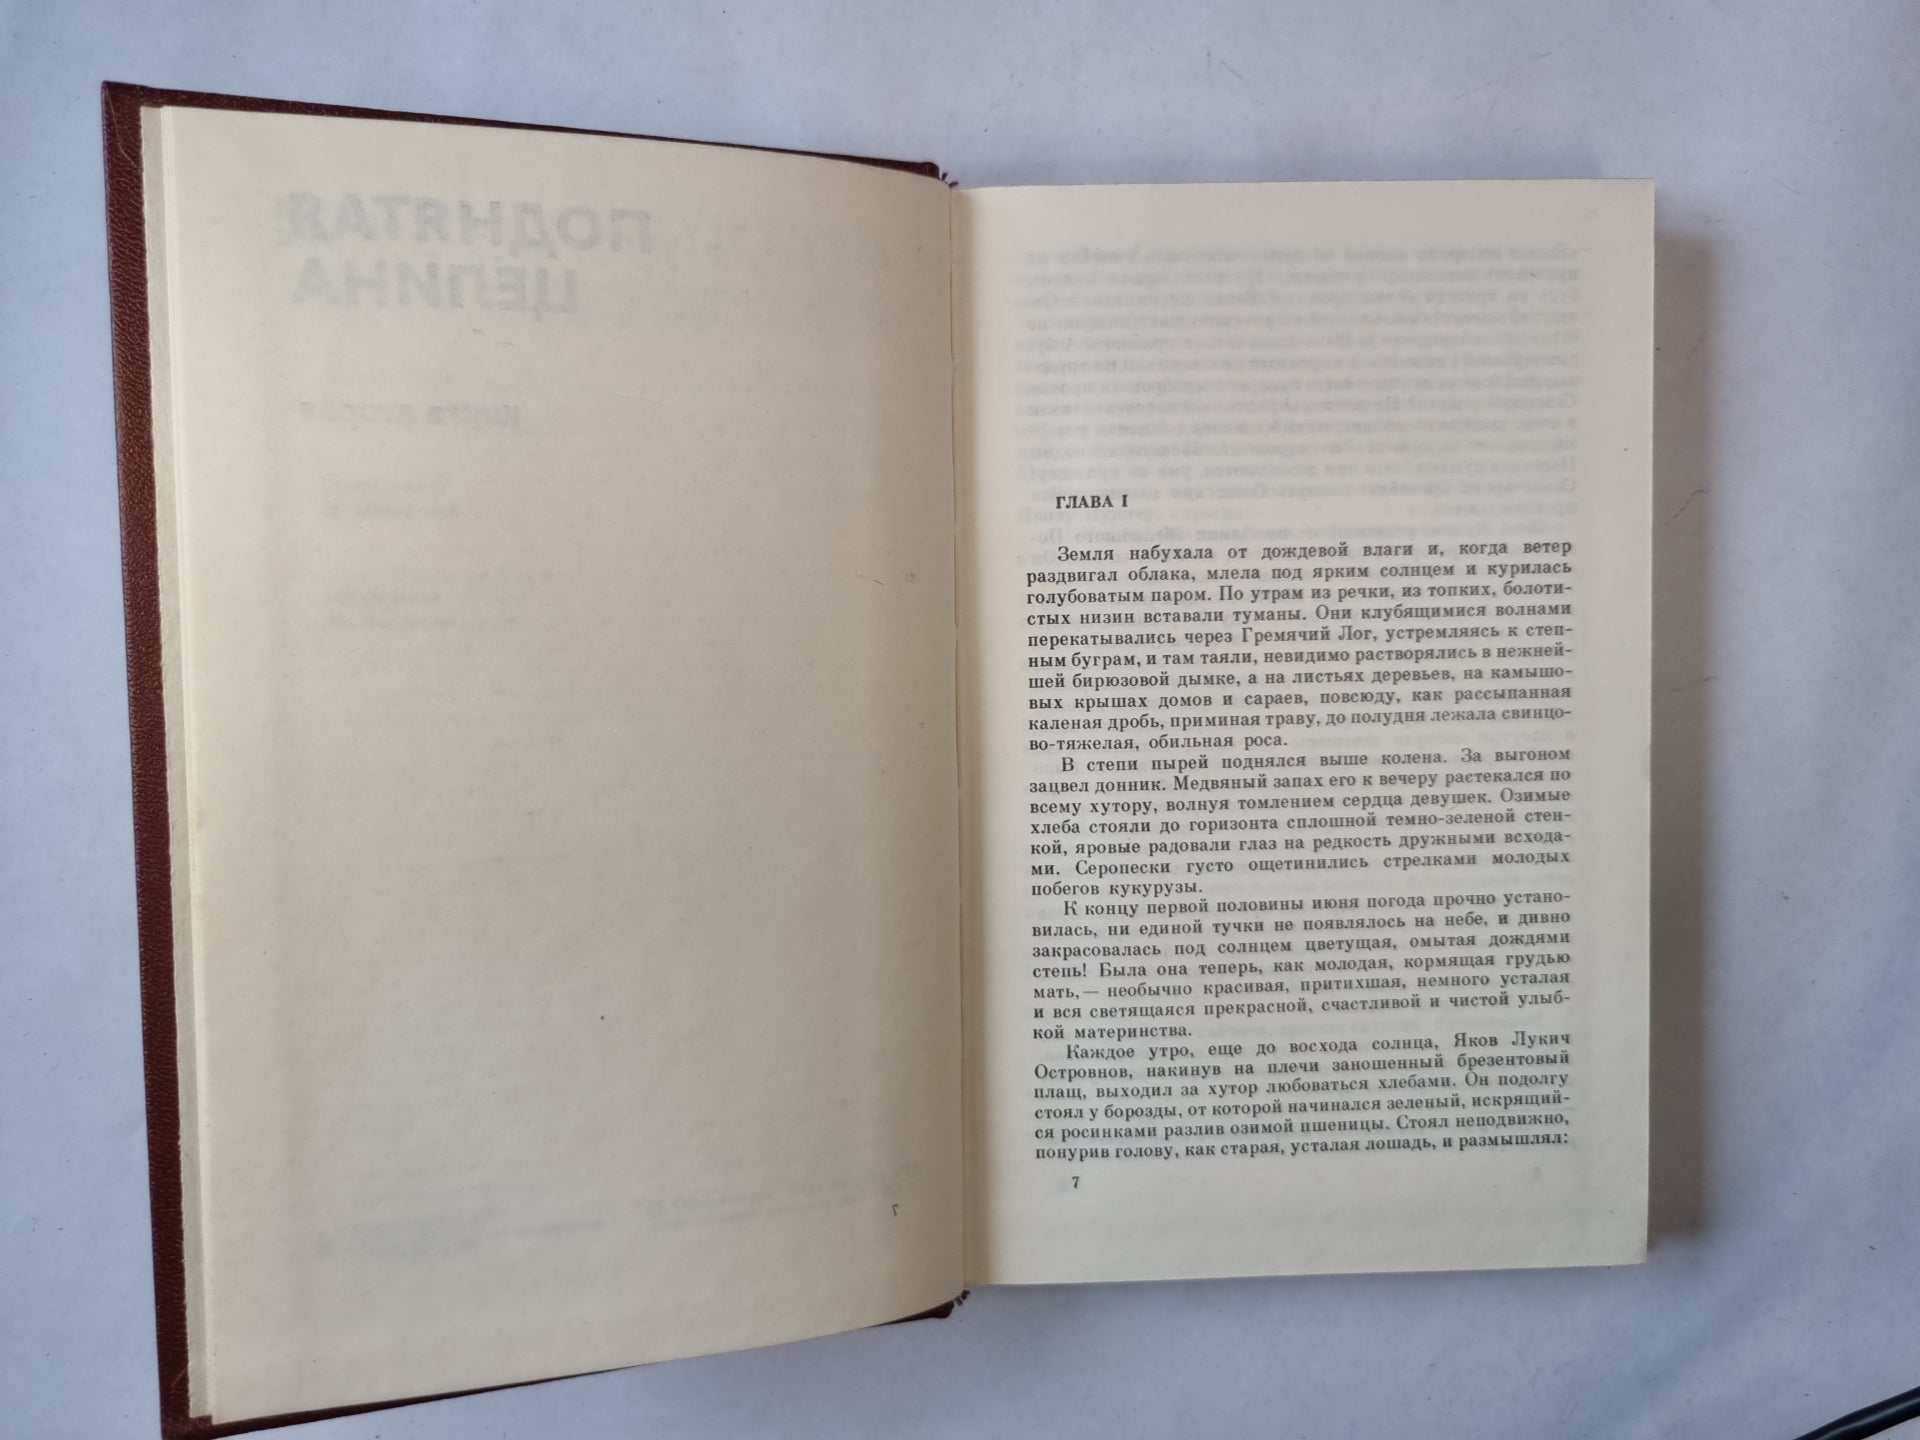 ПОДНЯТАЯ
ЦЕЛИНА
Книга вторая
ГЛАВА I
Земля набухала от дождевой влаги и, когда ветер
раздвигал облака, млела под ярким солнцем и курилась
голубоватым паром. По утрам из речки, из топких, болоти-
стых низин вставали туманы. Они клубящимися волнами
перекатывались через Гремячий Лог, устремляясь к степ-
ным буграм, и там таяли, невидимо растворялись в нежней-
шей бирюзовой дымке, а на листьях деревьев, на камышо-
вых крышах домов и сараев, повсюду, как рассыпанная
каленая дробь, приминая траву, до полудня лежала свинцо-
во-тяжелая, обильная роса.
В степи пырей поднялся выше колена. За выгоном
зацвел донник. Медвяный запах его к вечеру растекался по
всему хутору, волнуя томлением сердца девушек. Озимые
хлеба стояли до горизонта сплошной темно-зеленой стен-
кой, яровые радовали глаз на редкость дружными всхода-
ми. Серопески густо ощетинились стрелками молодых
побегов кукурузы.
К концу первой половины июня погода прочно устано-
вилась, ни единой тучки не появлялось на небе, и дивно
закрасовалась под солнцем цветущая, омытая дождями
степь! Была она теперь, как молодая, кормящая грудью
мать,— необычно красивая, притихшая, немного усталая
и вся светящаяся прекрасной, счастливой и чистой улыб-
кой материнства.
Каждое утро, еще до восхода солнца, Яков Лукич
Островнов, накинув на плечи заношенный брезентовый
плащ, выходил за хутор любоваться хлебами. Он подолгу
стоял у борозды, от которой начинался зеленый, искрящий-
ся росинками разлив озимой пшеницы. Стоял неподвижно,
понурив голову, как старая, усталая лошадь, и размышлял:
7